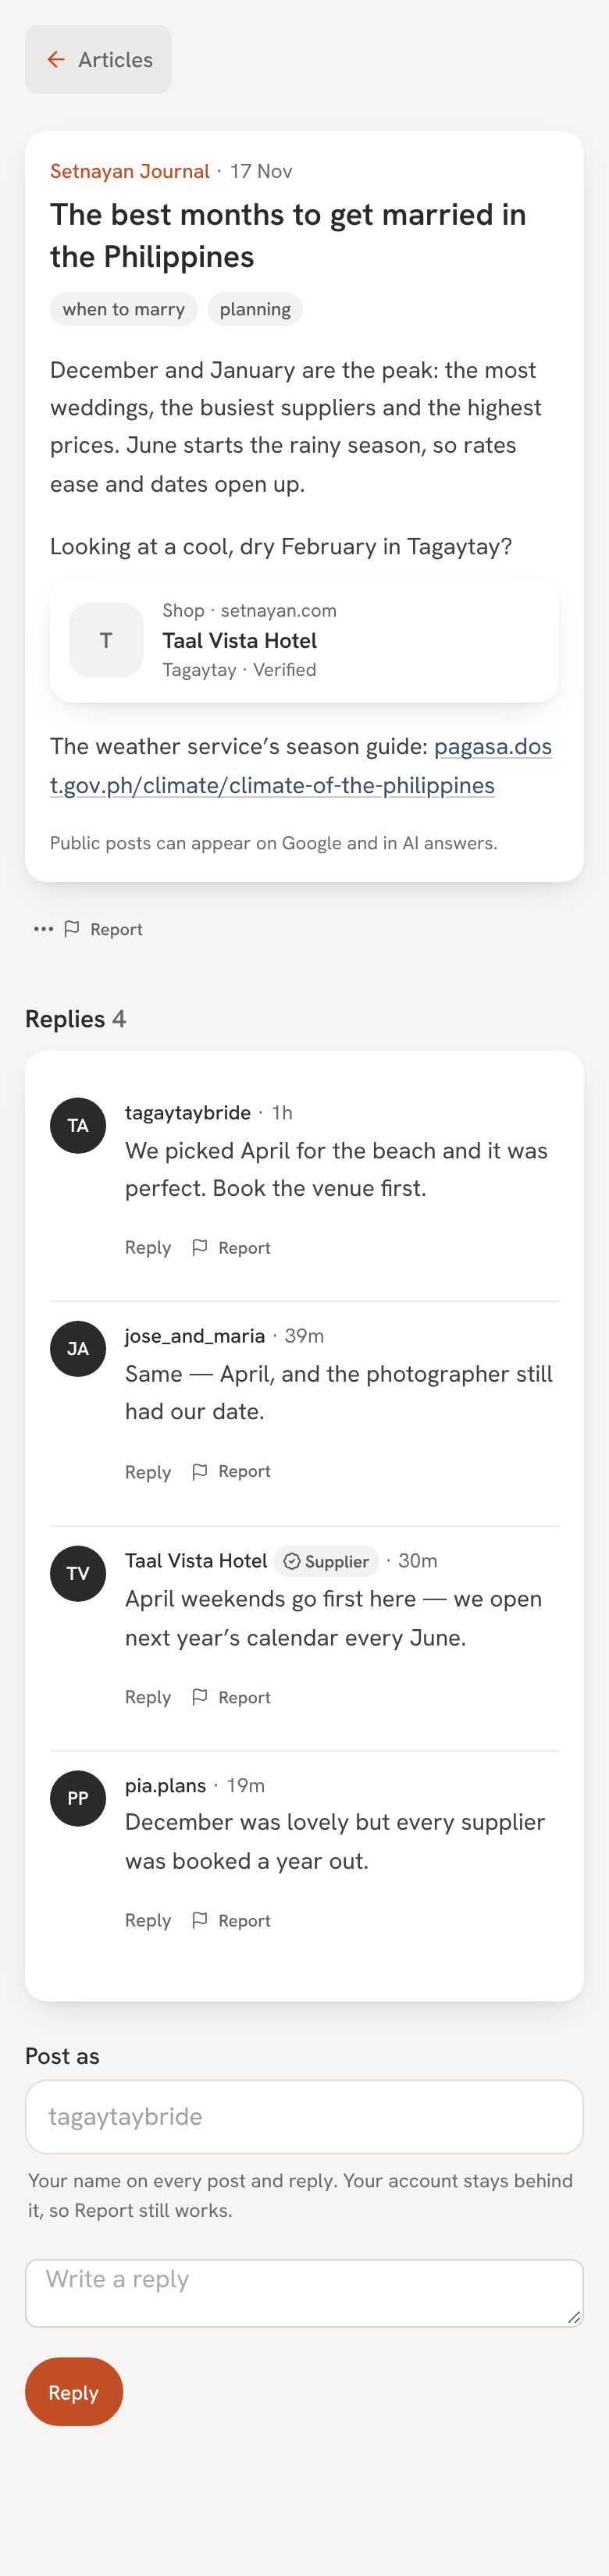 Articles
Setnayan Journal · 17 Nov
The best months to get married in
the Philippines
when to marry planning
December and January are the peak: the most
weddings, the busiest suppliers and the highest
prices. June starts the rainy season, so rates
ease and dates open up.
Looking at a cool, dry February in Tagaytay?
T
Shop · setnayan.com
Taal Vista Hotel
Tagaytay · Verified
The weather service’s season guide: pagasa.dos
t.gov.ph/climate/climate-of-the-philippines
Public posts can appear on Google and in AI answers.
Report
Replies 4
TA
tagaytaybride · 1h
We picked April for the beach and it was
perfect. Book the venue first.
Reply Report
JA
jose_and_maria · 39m
Same — April, and the photographer still
had our date.
Reply Report
TV
Taal Vista Hotel Supplier · 30m
April weekends go first here — we open
next year’s calendar every June.
Reply Report
PP
pia.plans · 19m
December was lovely but every supplier
was booked a year out.
Reply Report
Post as
tagaytaybride
Your name on every post and reply. Your account stays behind
it, so Report still works.
Write a reply
Reply